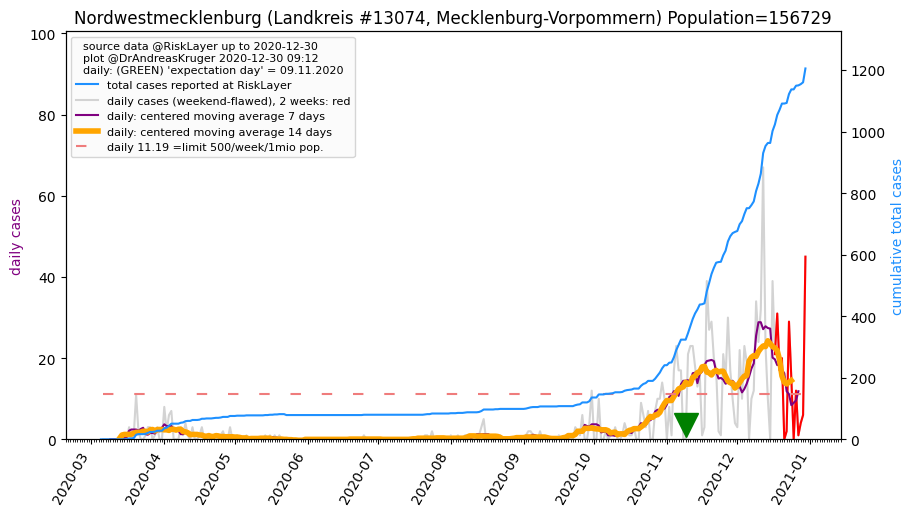 Nordwestmecklenburg (Landkreis #13074, Mecklenburg-Vorpommern) Population=156729
source data @RiskLayer up to 2020-12-30
plot @DrAndreasKruger 2020-12-30 09:12
daily: (GREEN) 'expectation day' = 09.11.2020
total cases reported at RiskLayer
daily cases (weekend-flawed), 2 weeks: red
daily: centered moving average 7 days
daily: centered moving average 14 days
daily 11.19 =limit 500/week/1mio pop.
daily cases
100
80
60
40
20
0
cumulative total cases
1200
1000
800
600
400
200
0
2020-03
2020-04
2020-05
2020-06
2020-07
2020-08
2020-09
2020-10
2020-11
2020-12
2021-01